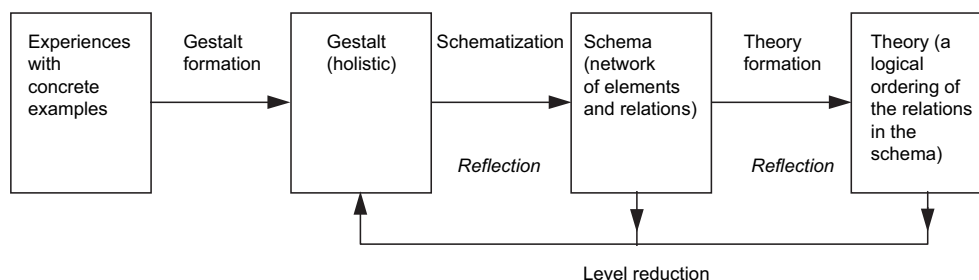 Experiences
with
concrete
examples
Gestalt
formation
Gestalt
(holistic)
Schematization
Reflection
Schema
(network
of elements
and relations)
Theory
formation
Reflection
Theory (a
logical
ordering of
the relations
in the
schema)
Level reduction